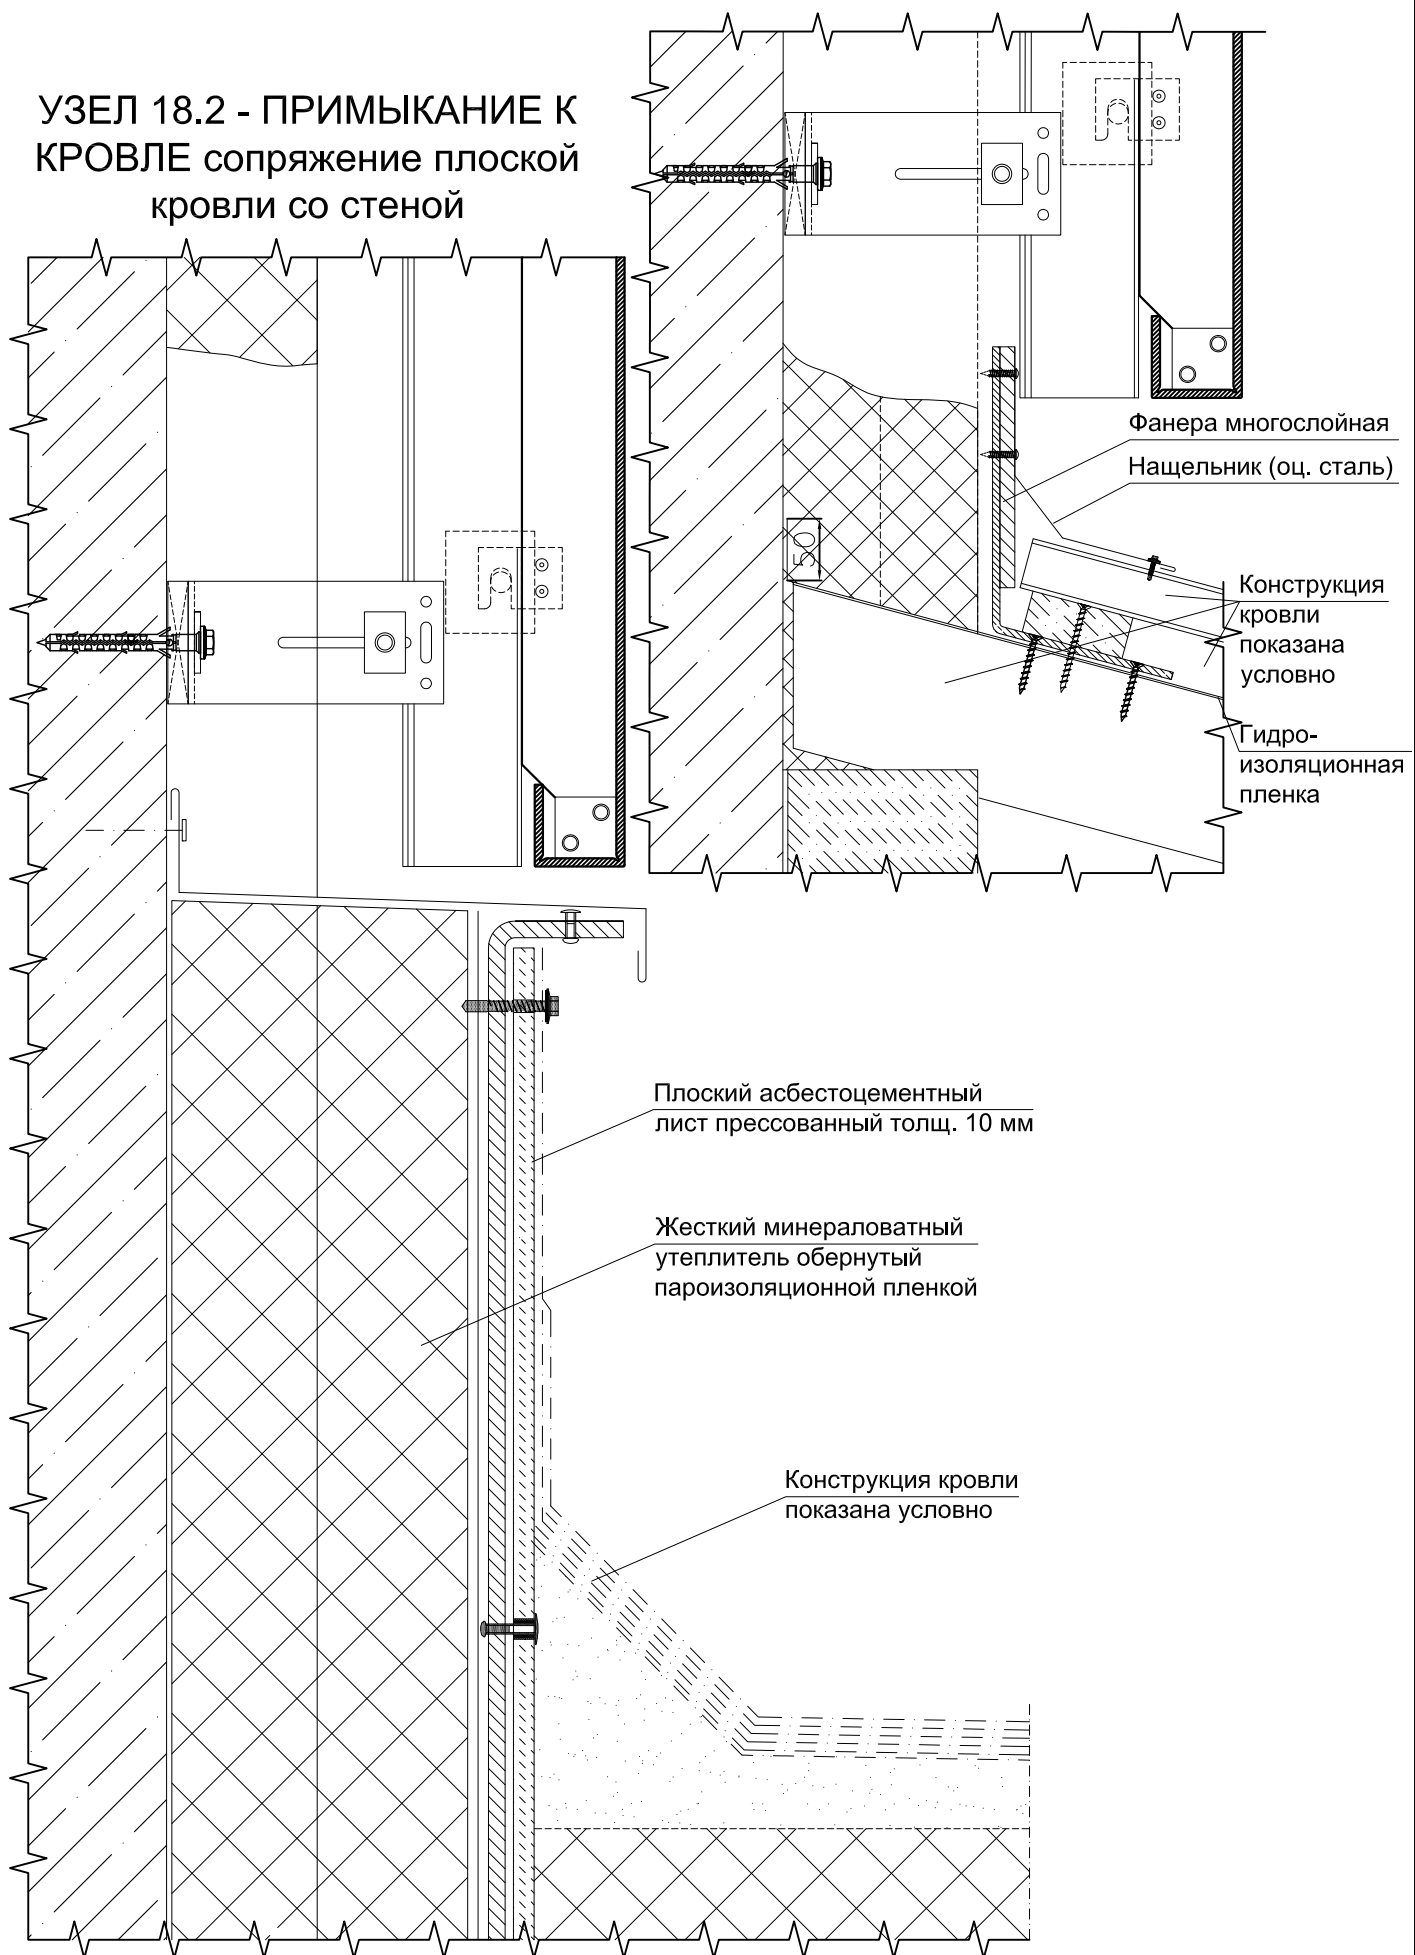 УЗЕЛ 18.2 - ПРИМЫКАНИЕ К
КРОВЛЕ сопряжение плоской
кровли со стеной
Фанера многослойная
Нащельник (оц. сталь)
50
Конструкция
кровли
показана
условно
Гидро-
изоляционная
пленка
Плоский асбестоцементный
лист прессованный толщ. 10 мм
Жесткий минераловатный
утеплитель обернутый
пароизоляционной пленкой
Конструкция кровли
показана условно